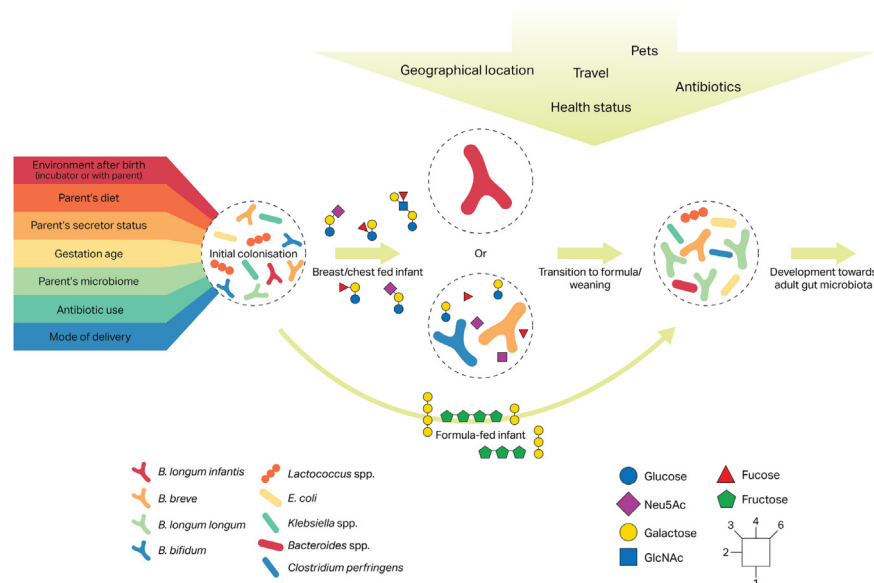 Pets
Geographical location
Travel
Antibiotics
Health status
Environment after birth
(incubator or with parent)
Parent's diet
Parent's secretor status
Gestation age
Parent's microbiome
Antibiotic use
Mode of delivery
Initial colonisation
Breast/chest fed infant
Or
Transition to formula/
weaning
Development towards
adult gut microbiota
Formula-fed infant
B. longum infantis
B. breve
B. longum longum
B. bifidum
Lactococcus spp.
E. coli
Klebsiella spp.
Bacteroides spp.
Clostridium perfringens
Glucose
Neu5Ac
Galactose
GlcNAc
Fucose
Fructose
3 4 6
2
1